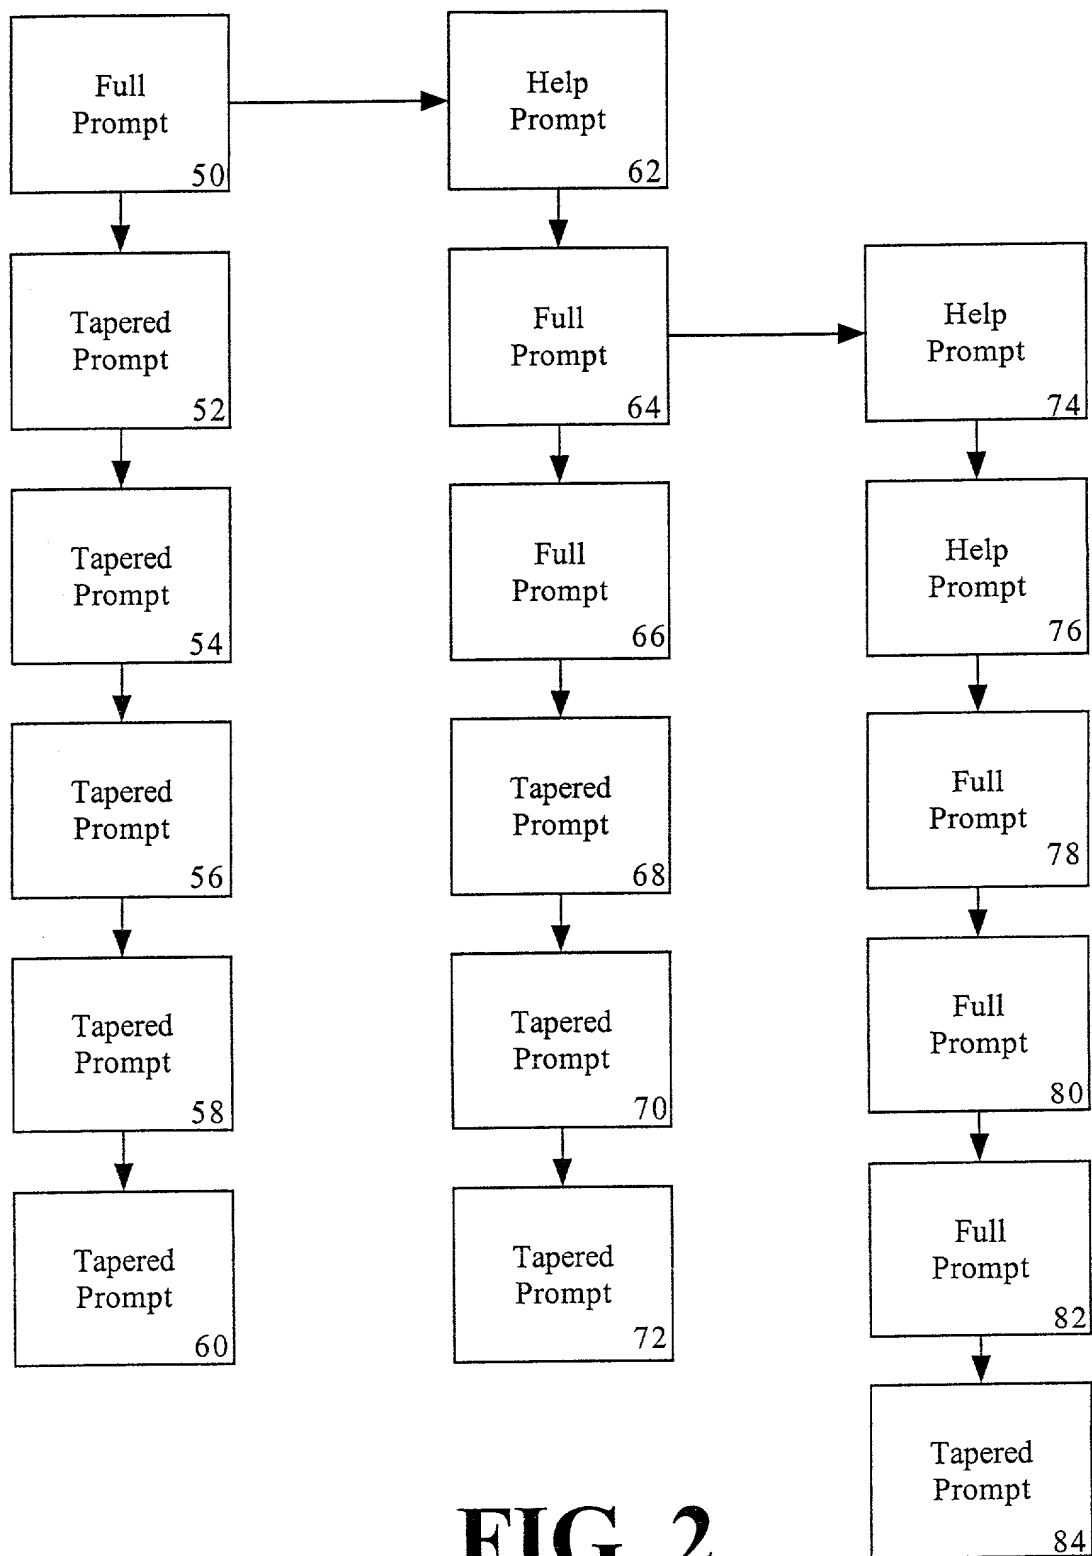 Full
Prompt
50
Tapered
Prompt
52
Tapered
Prompt
54
Tapered
Prompt
56
Tapered
Prompt
58
Tapered
Prompt
60
Help
Prompt
62
Full
Prompt
64
Full
Prompt
66
Tapered
Prompt
68
Tapered
Prompt
70
Tapered
Prompt
72
Help
Prompt
74
Help
Prompt
76
Full
Prompt
78
Full
Prompt
80
Full
Prompt
82
Tapered
Prompt
84
FIG. 2